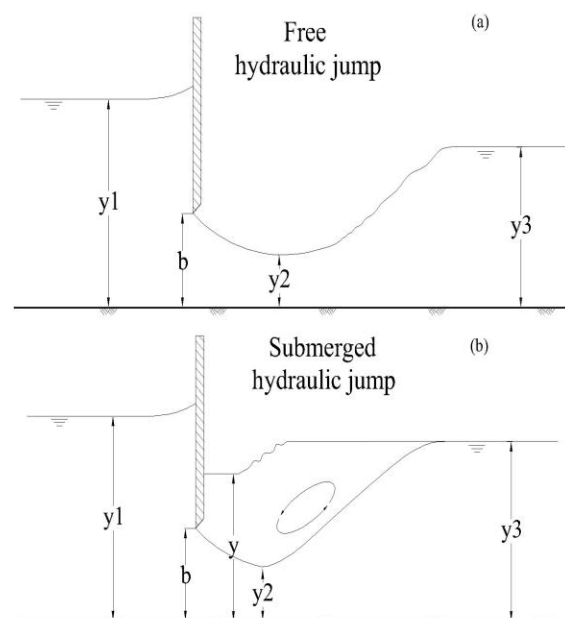 Free
hydraulic jump
(a)
y1
b
y2
y3
Submerged
hydraulic jump
(b)
y1
b
y
y2
y3